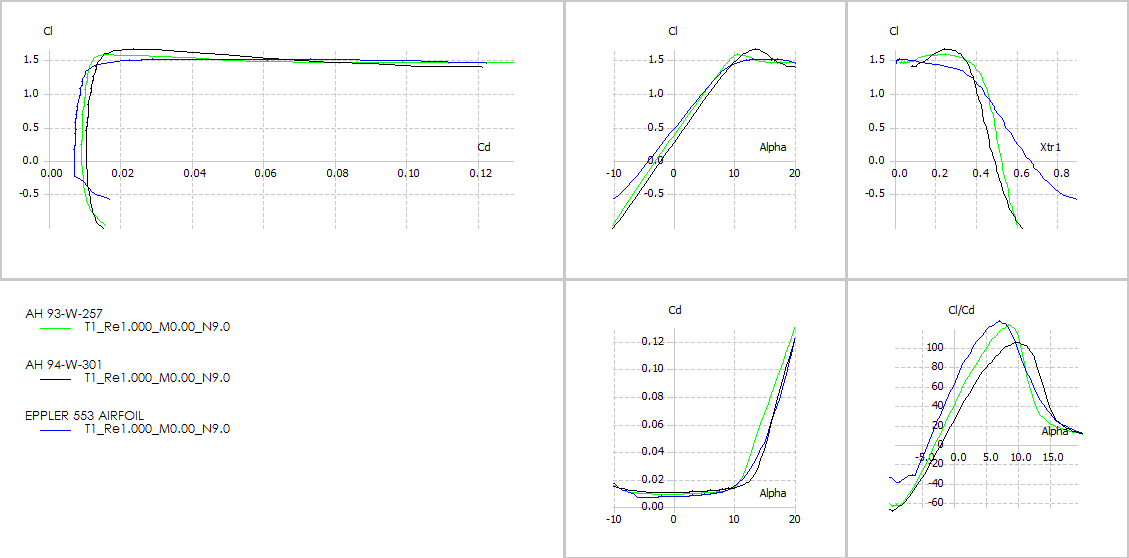 Cl
1.5
1.0
0.5
0.0
-0.5
Cd
0.00 0.02 0.04 0.06 0.08 0.10 0.12
Cl
1.5
1.0
0.5
0.0
-0.5
Alpha
-10 0 10 20
Cl
1.5
1.0
0.5
0.0
-0.5
Xtr1
0.0 0.2 0.4 0.6 0.8
AH 93-W-257
T1_Re1.000_M0.00_N9.0
AH 94-W-301
T1_Re1.000_M0.00_N9.0
EPPLER 553 AIRFOIL
T1_Re1.000_M0.00_N9.0
Cd
0.12
0.10
0.08
0.06
0.04
0.02
0.00
Alpha
-10 0 10 20
Cl/Cd
100
80
60
40
20
0
-20
-40
-60
Alpha
-5.0 0.0 5.0 10.0 15.0